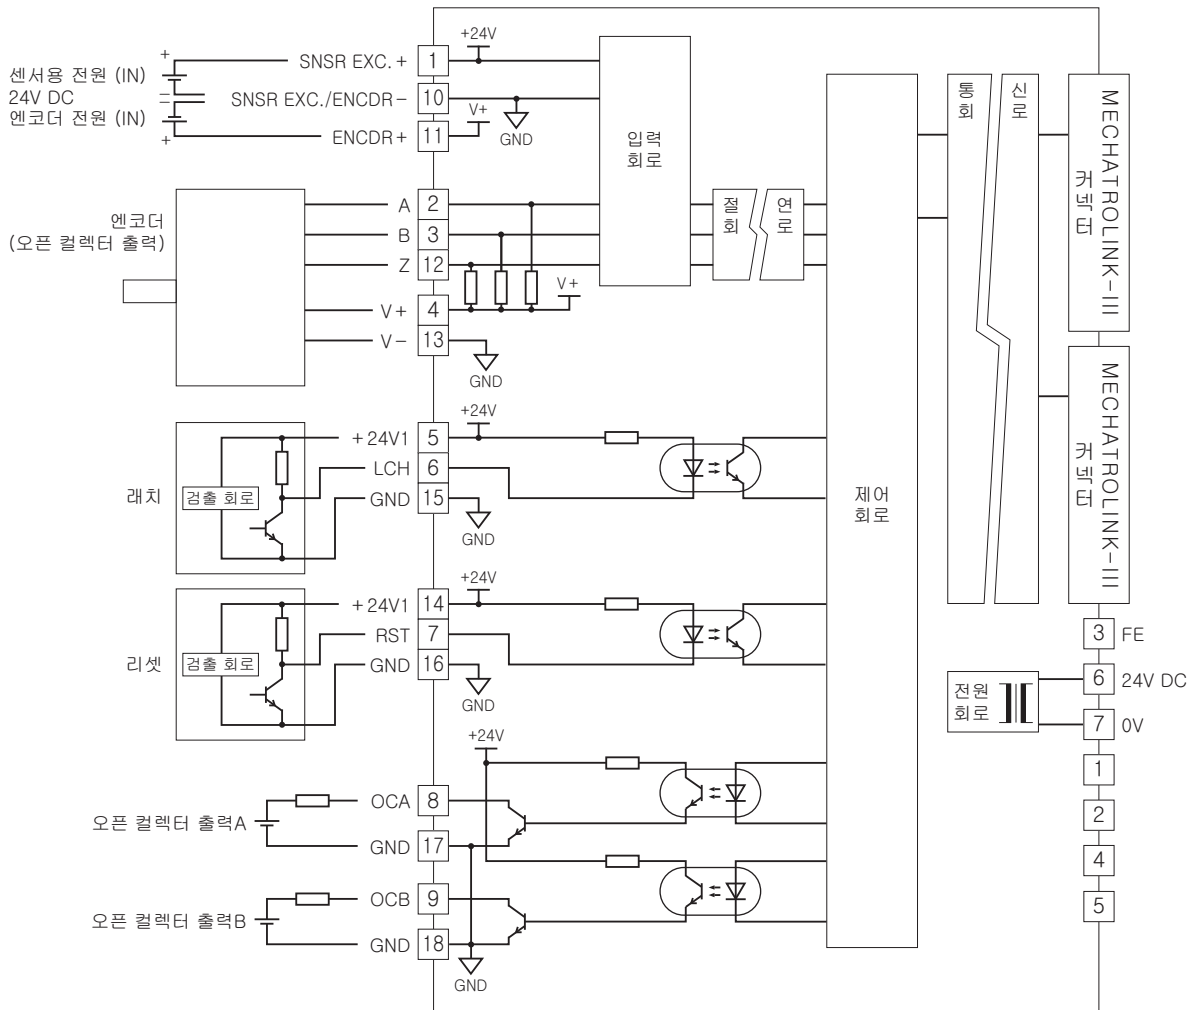 센서용 전원 (IN)
24V DC
엔코더 전원 (IN)
+
−
−
+
SNSR EXC.+
1
+24V
SNSR EXC./ENCDR−
10
GND
ENCDR+
11
V+
입력
회로
엔코더
(오픈 컬렉터 출력)
A
2
B
3
Z
12
V+
4
V+
V−
13
GND
절 연
회 로
통 신
회 로
MECHATROLINK-III
커넥터
MECHATROLINK-III
커넥터
제어
회로
래치
검출 회로
+24V1
5
+24V
LCH
6
GND
15
GND
리셋
검출 회로
+24V1
14
+24V
RST
7
GND
16
GND
+24V
오픈 컬렉터 출력A
OCA
8
GND
17
오픈 컬렉터 출력B
OCB
9
GND
18
GND
전원
회로
3
FE
6
24V DC
7
0V
1
2
4
5